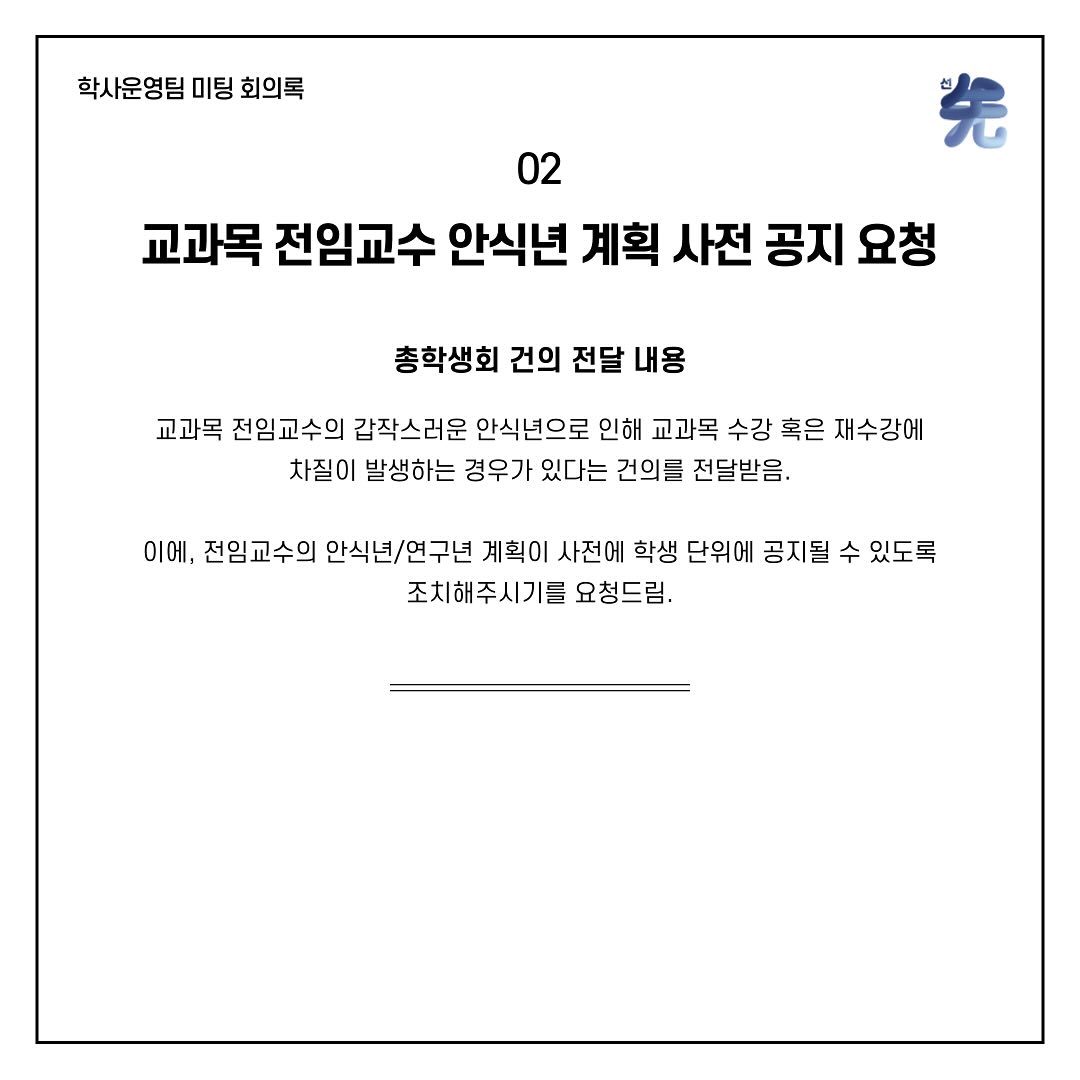 학사운영팀 미팅 회의록
선
先
02
교과목 전임교수 안식년 계획 사전 공지 요청
총학생회 건의 전달 내용
교과목 전임교수의 갑작스러운 안식년으로 인해 교과목 수강 혹은 재수강에
차질이 발생하는 경우가 있다는 건의를 전달받음.
이에, 전임교수의 안식년/연구년 계획이 사전에 학생 단위에 공지될 수 있도록
조치해주시기를 요청드림.